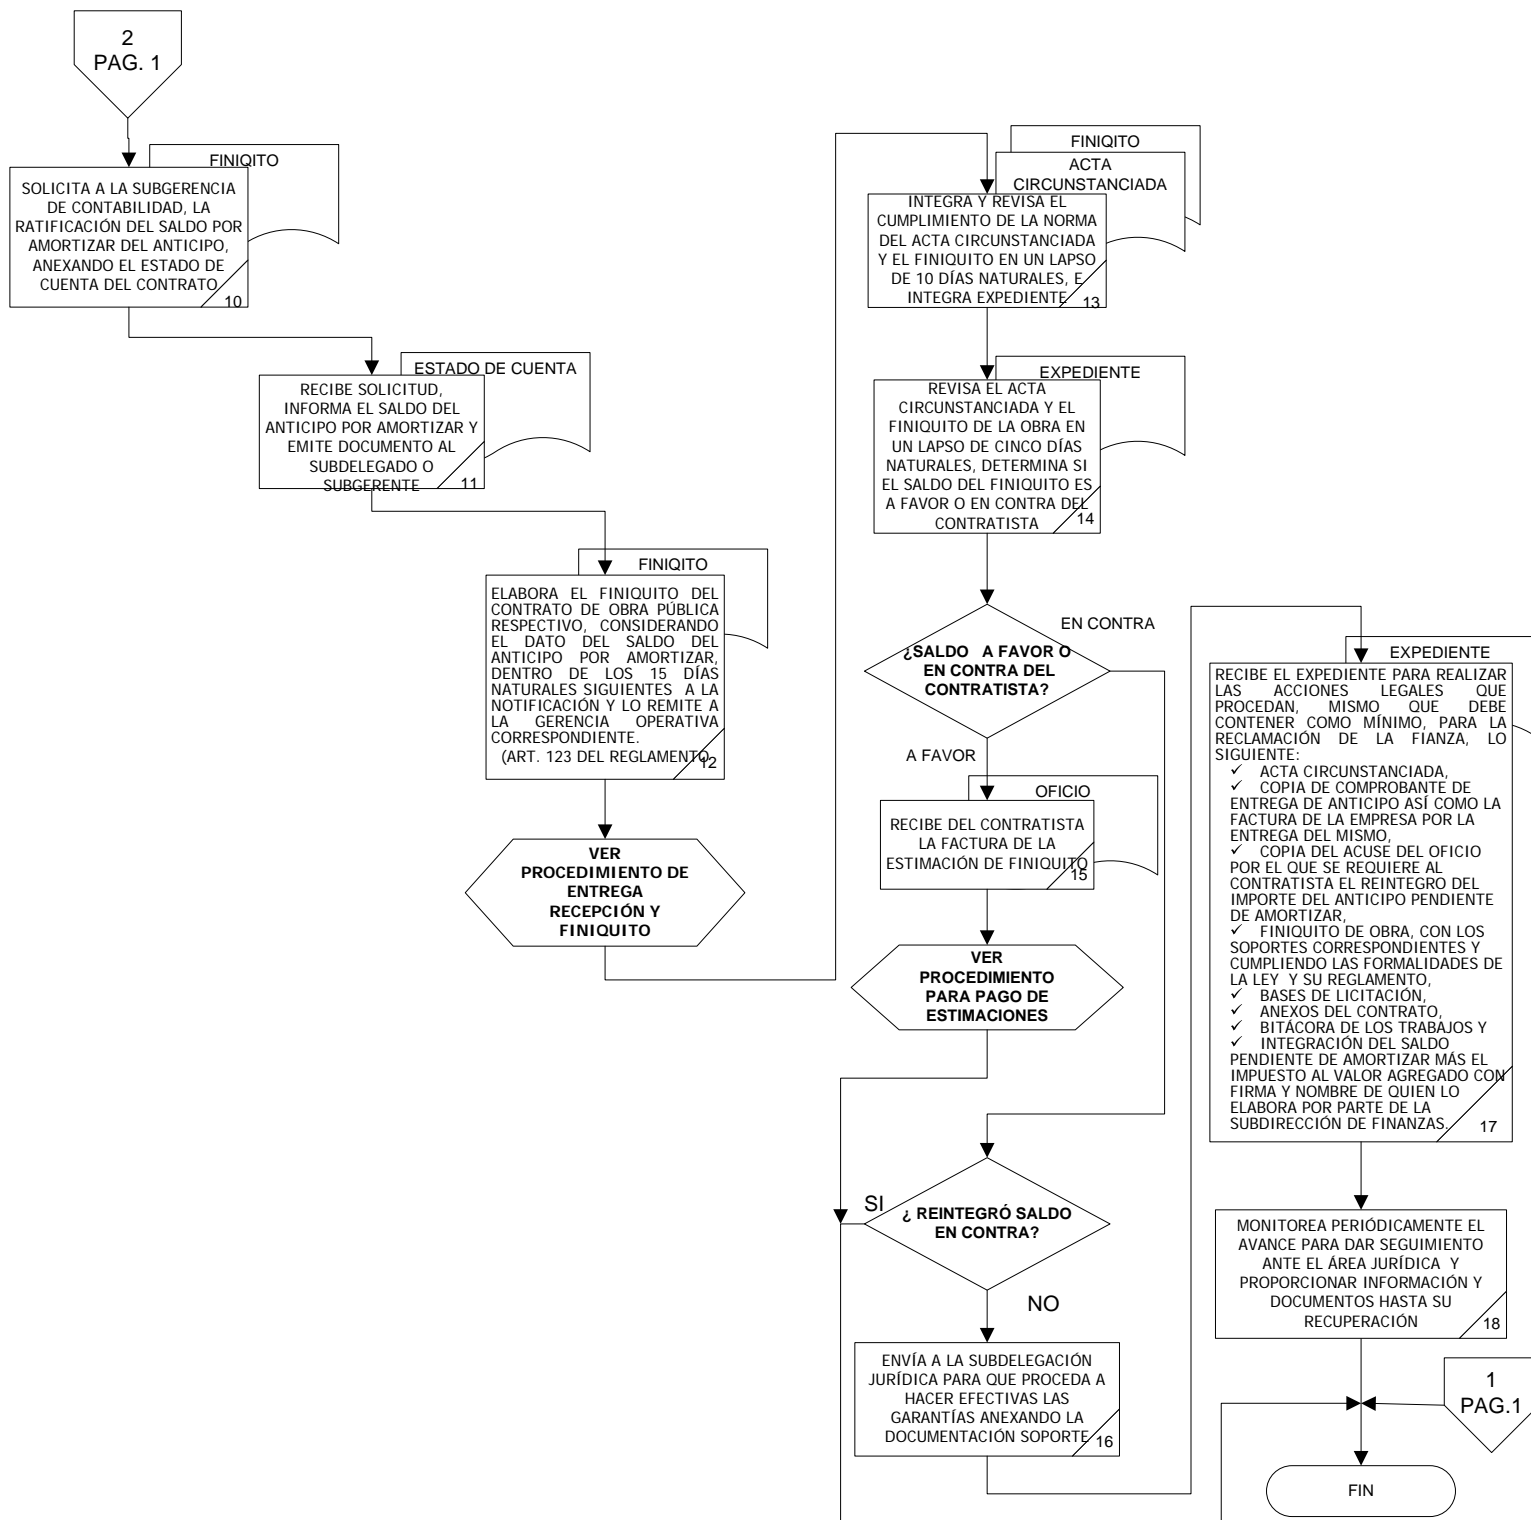 2
PAG. 1
FINIQITO
SOLICITA A LA SUBGERENCIA
DE CONTABILIDAD, LA
RATIFICACIÓN DEL SALDO POR
AMORTIZAR DEL ANTICIPO,
ANEXANDO EL ESTADO DE
CUENTA DEL CONTRATO
10
ESTADO DE CUENTA
RECIBE SOLICITUD,
INFORMA EL SALDO DEL
ANTICIPO POR AMORTIZAR Y
EMITE DOCUMENTO AL
SUBDELEGADO O
SUBGERENTE
11
FINIQITO
ELABORA EL FINIQUITO DEL
CONTRATO DE OBRA PÚBLICA
RESPECTIVO, CONSIDERANDO
EL DATO DEL SALDO DEL
ANTICIPO POR AMORTIZAR,
DENTRO DE LOS 15 DÍAS
NATURALES SIGUIENTES A LA
NOTIFICACIÓN Y LO REMITE A
LA GERENCIA OPERATIVA
CORRESPONDIENTE.
(ART. 123 DEL REGLAMENTO
12
VER
PROCEDIMIENTO DE
ENTREGA
RECEPCIÓN Y
FINIQUITO
FINIQITO
ACTA
CIRCUNSTANCIADA
INTEGRA Y REVISA EL
CUMPLIMIENTO DE LA NORMA
DEL ACTA CIRCUNSTANCIADA
Y EL FINIQUITO EN UN LAPSO
DE 10 DÍAS NATURALES, E
INTEGRA EXPEDIENTE
13
EXPEDIENTE
REVISA EL ACTA
CIRCUNSTANCIADA Y EL
FINIQUITO DE LA OBRA EN
UN LAPSO DE CINCO DÍAS
NATURALES, DETERMINA SI
EL SALDO DEL FINIQUITO ES
A FAVOR O EN CONTRA DEL
CONTRATISTA
14
EN CONTRA
¿SALDO A FAVOR O
EN CONTRA DEL
CONTRATISTA?
A FAVOR
OFICIO
RECIBE DEL CONTRATISTA
LA FACTURA DE LA
ESTIMACIÓN DE FINIQUITO
15
VER
PROCEDIMIENTO
PARA PAGO DE
ESTIMACIONES
SI
¿ REINTEGRÓ SALDO
EN CONTRA?
NO
ENVÍA A LA SUBDELEGACIÓN
JURÍDICA PARA QUE PROCEDA A
HACER EFECTIVAS LAS
GARANTÍAS ANEXANDO LA
DOCUMENTACIÓN SOPORTE
16
EXPEDIENTE
RECIBE EL EXPEDIENTE PARA REALIZAR
LAS ACCIONES LEGALES QUE
PROCEDAN, MISMO QUE DEBE
CONTENER COMO MÍNIMO, PARA LA
RECLAMACIÓN DE LA FIANZA, LO
SIGUIENTE:
✓ ACTA CIRCUNSTANCIADA,
✓ COPIA DE COMPROBANTE DE
ENTREGA DE ANTICIPO ASÍ COMO LA
FACTURA DE LA EMPRESA POR LA
ENTREGA DEL MISMO,
✓ COPIA DEL ACUSE DEL OFICIO
POR EL QUE SE REQUIERE AL
CONTRATISTA EL REINTEGRO DEL
IMPORTE DEL ANTICIPO PENDIENTE
DE AMORTIZAR,
✓ FINIQUITO DE OBRA, CON LOS
SOPORTES CORRESPONDIENTES Y
CUMPLIENDO LAS FORMALIDADES DE
LA LEY Y SU REGLAMENTO,
✓ BASES DE LICITACIÓN,
✓ ANEXOS DEL CONTRATO,
✓ BITÁCORA DE LOS TRABAJOS Y
✓ INTEGRACIÓN DEL SALDO
PENDIENTE DE AMORTIZAR MÁS EL
IMPUESTO AL VALOR AGREGADO CON
FIRMA Y NOMBRE DE QUIEN LO
ELABORA POR PARTE DE LA
SUBDIRECCIÓN DE FINANZAS.
17
MONITOREA PERIÓDICAMENTE EL
AVANCE PARA DAR SEGUIMIENTO
ANTE EL ÁREA JURÍDICA Y
PROPORCIONAR INFORMACIÓN Y
DOCUMENTOS HASTA SU
RECUPERACIÓN
18
1
PAG.1
FIN